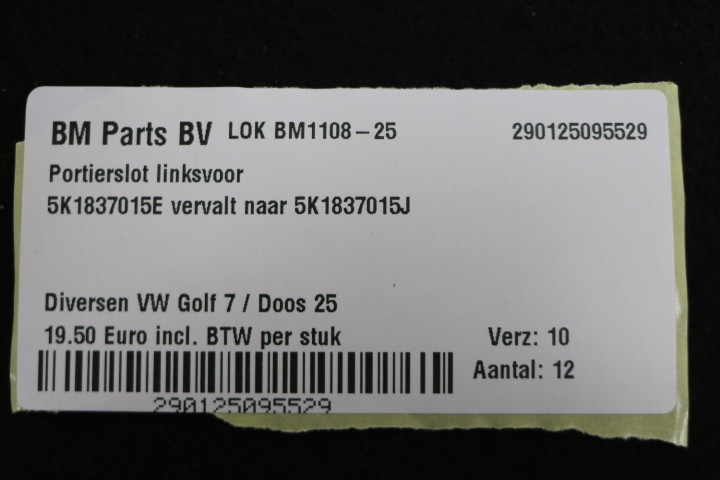 BM Parts BV LOK BM1108-25 290125095529
Portierslot linksvoor
5K1837015E vervalt naar 5K1837015J
Diversen VW Golf 7 / Doos 25
19.50 Euro incl. BTW per stuk Verz: 10
Aantal: 12
290125095529